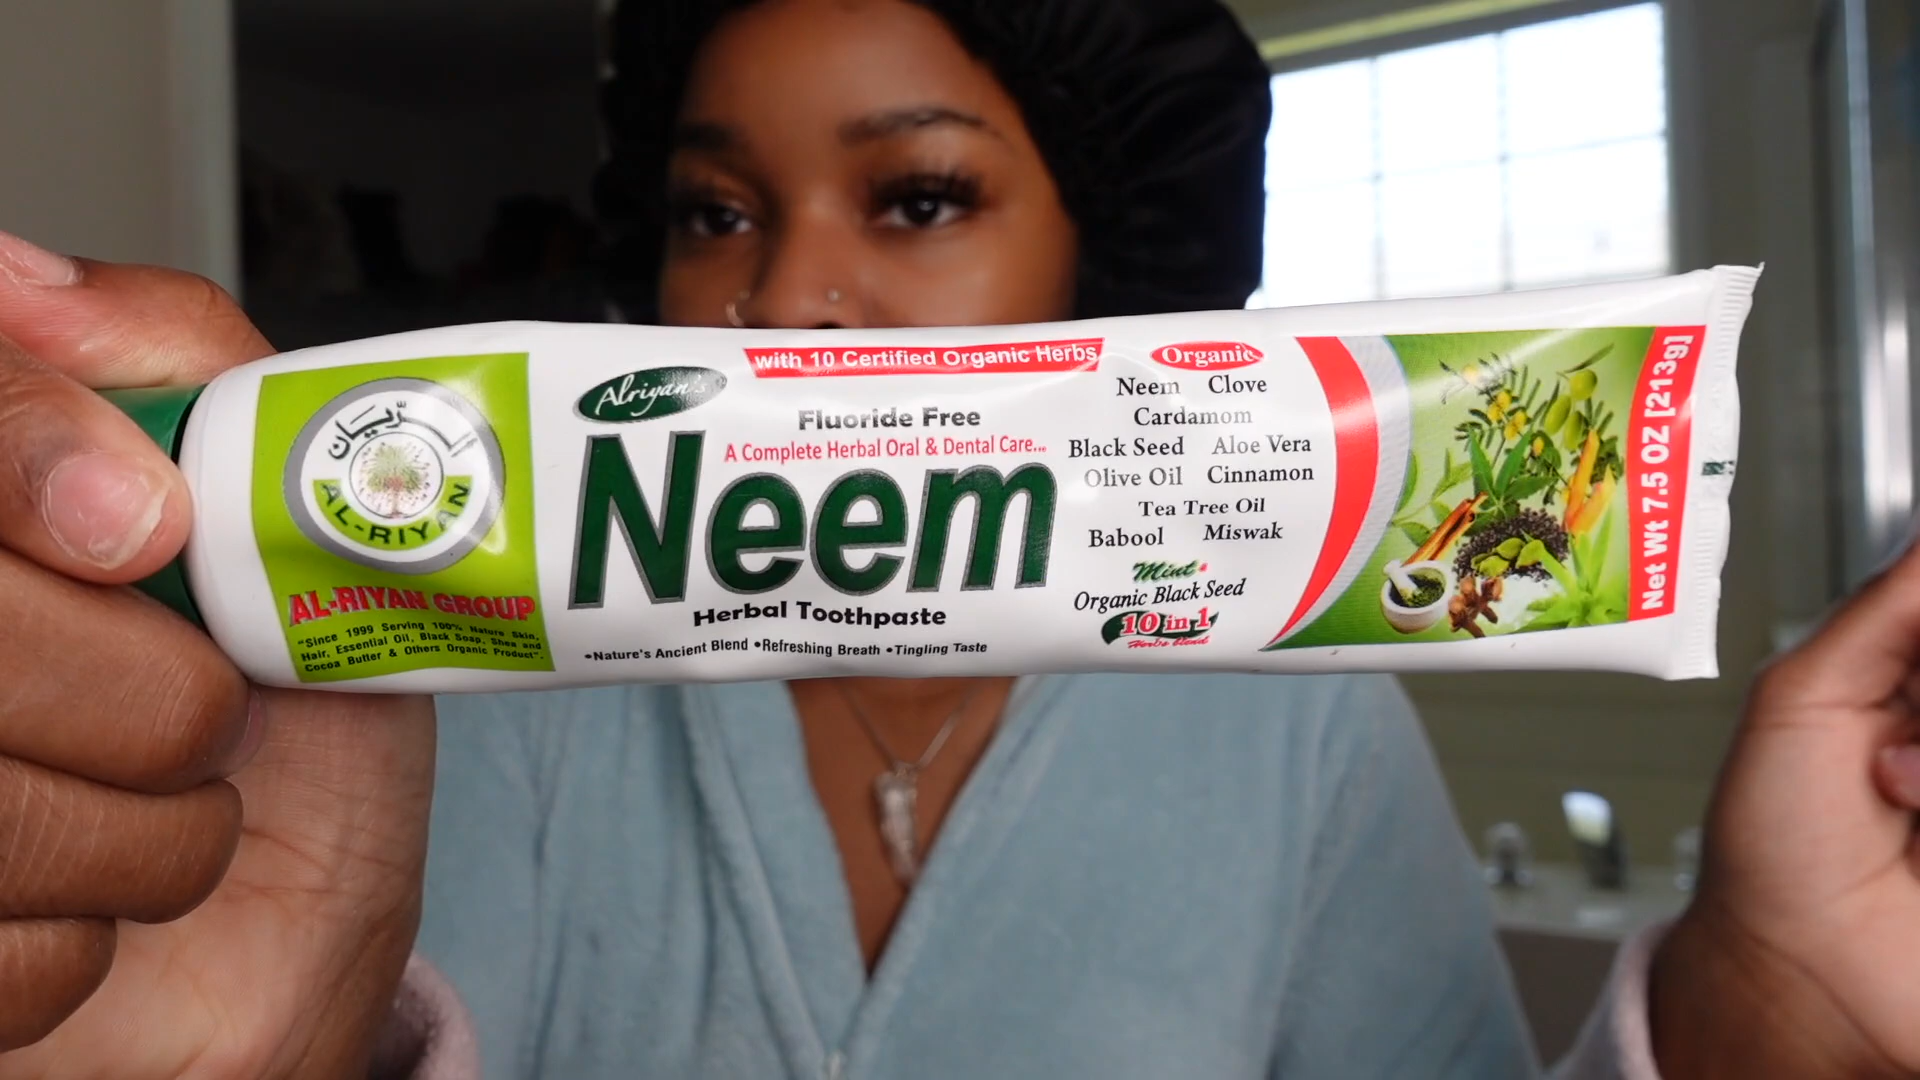 الريان
AL-RIYAN
AL-RIYAN GROUP
"Since 1999 Serving 100% Nature Skin,
Hair, Essential Oil, Black Soap, Shea and
Cocoa Butter & Others Organic Product".
Alriyan's
with 10 Certified Organic Herbs
Fluoride Free
A Complete Herbal Oral & Dental Care...
Neem
Herbal Toothpaste
•Nature's Ancient Blend •Refreshing Breath •Tingling Taste
Organic
Neem Clove
Cardamom
Black Seed Aloe Vera
Olive Oil Cinnamon
Tea Tree Oil
Babool Miswak
Mint
Organic Black Seed
10 in 1
Herbs Blend
Net Wt 7.5 OZ [213g]